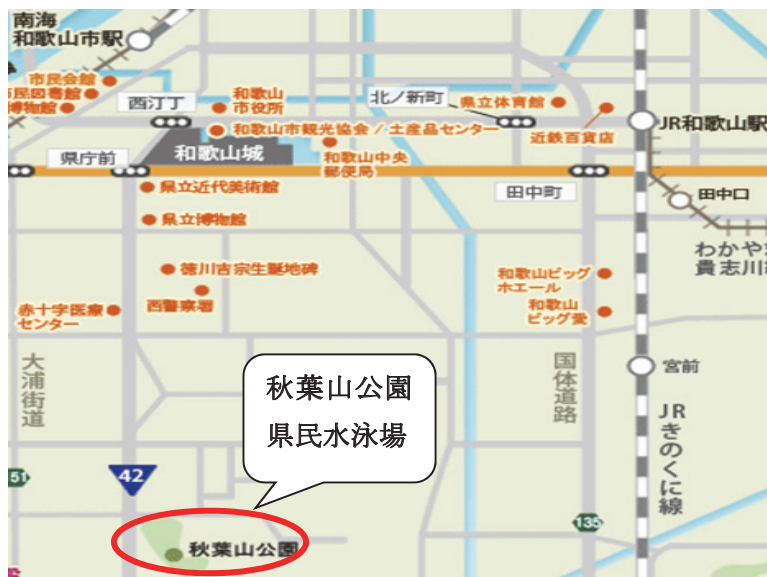 南海
和歌山市駅
市民会館
民図書館
博物館
西汀丁
和歌山
市役所
北ノ新町
県立体育館
和歌山市観光協会 / 土産品センター
近鉄百貨店
JR和歌山駅
県庁前
和歌山城
和歌山中央
郵便局
県立近代美術館
田中町
田中口
県立博物館
わかやま
貴志川
徳川吉宗生誕地碑
和歌山ビッグ
ホエール
西警察署
赤十字医療
センター
和歌山
ビッグ愛
大浦街道
国体道路
宮前
秋葉山公園
県民水泳場
JRきのくに線
51
42
135
秋葉山公園